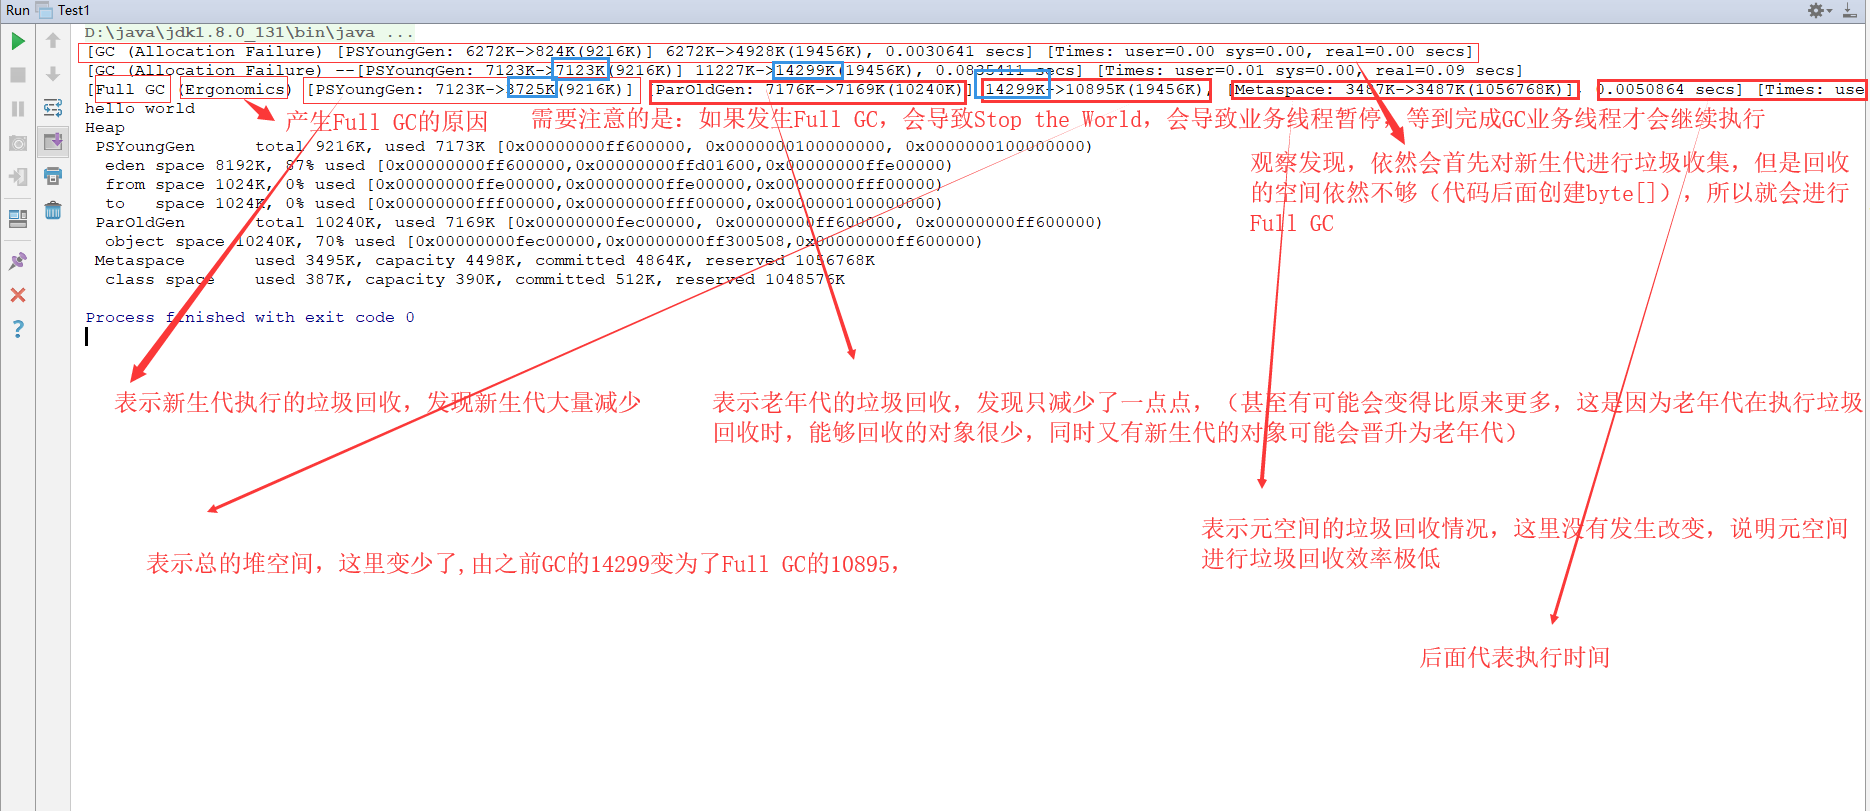 Run Test1
D:\java\jdk1.8.0_131\bin\java ...
[GC (Allocation Failure) [PSYoungGen: 6272K->824K(9216K)] 6272K->4928K(19456K), 0.0030641 secs] [Times: user=0.00 sys=0.00, real=0.00 secs]
[GC (Allocation Failure) --[PSYoungGen: 7123K->7123K(9216K)] 11227K->14299K(19456K), 0.0835411 secs] [Times: user=0.01 sys=0.00, real=0.09 secs]
[Full GC (Ergonomics) [PSYoungGen: 7123K->3725K(9216K)] [ParOldGen: 7176K->7169K(10240K)] 14299K->10895K(19456K), [Metaspace: 3487K->3487K(1056768K)], 0.0050864 secs] [Times: use
hello world
产生Full GC的原因
需要注意的是：如果发生Full GC，会导致Stop the World，会导致业务线程暂停，等到完成GC业务线程才会继续执行
Heap
PSYoungGen total 9216K, used 7173K [0x00000000ff600000, 0x0000000100000000, 0x0000000100000000)
eden space 8192K, 87% used [0x00000000ff600000,0x00000000ffd01600,0x00000000ffe00000)
from space 1024K, 0% used [0x00000000ffe00000,0x00000000ffe00000,0x00000000fff00000)
to space 1024K, 0% used [0x00000000fff00000,0x00000000fff00000,0x0000000100000000)
ParOldGen total 10240K, used 7169K [0x00000000fec00000, 0x00000000ff600000, 0x00000000ff600000)
object space 10240K, 70% used [0x00000000fec00000,0x00000000ff300508,0x00000000ff600000)
Metaspace used 3495K, capacity 4498K, committed 4864K, reserved 1056768K
class space used 387K, capacity 390K, committed 512K, reserved 1048576K
观察发现，依然会首先对新生代进行垃圾收集，但是回收
的空间依然不够（代码后面创建byte[]），所以就会进行
Full GC
Process finished with exit code 0
表示新生代执行的垃圾回收，发现新生代大量减少
表示老年代的垃圾回收，发现只减少了一点点，（甚至有可能会变得比原来更多，这是因为老年代在执行垃圾
回收时，能够回收的对象很少，同时又有新生代的对象可能会晋升为老年代）
表示元空间的垃圾回收情况，这里没有发生改变，说明元空间
进行垃圾回收效率极低
表示总的堆空间，这里变少了,由之前GC的14299变为了Full GC的10895，
后面代表执行时间